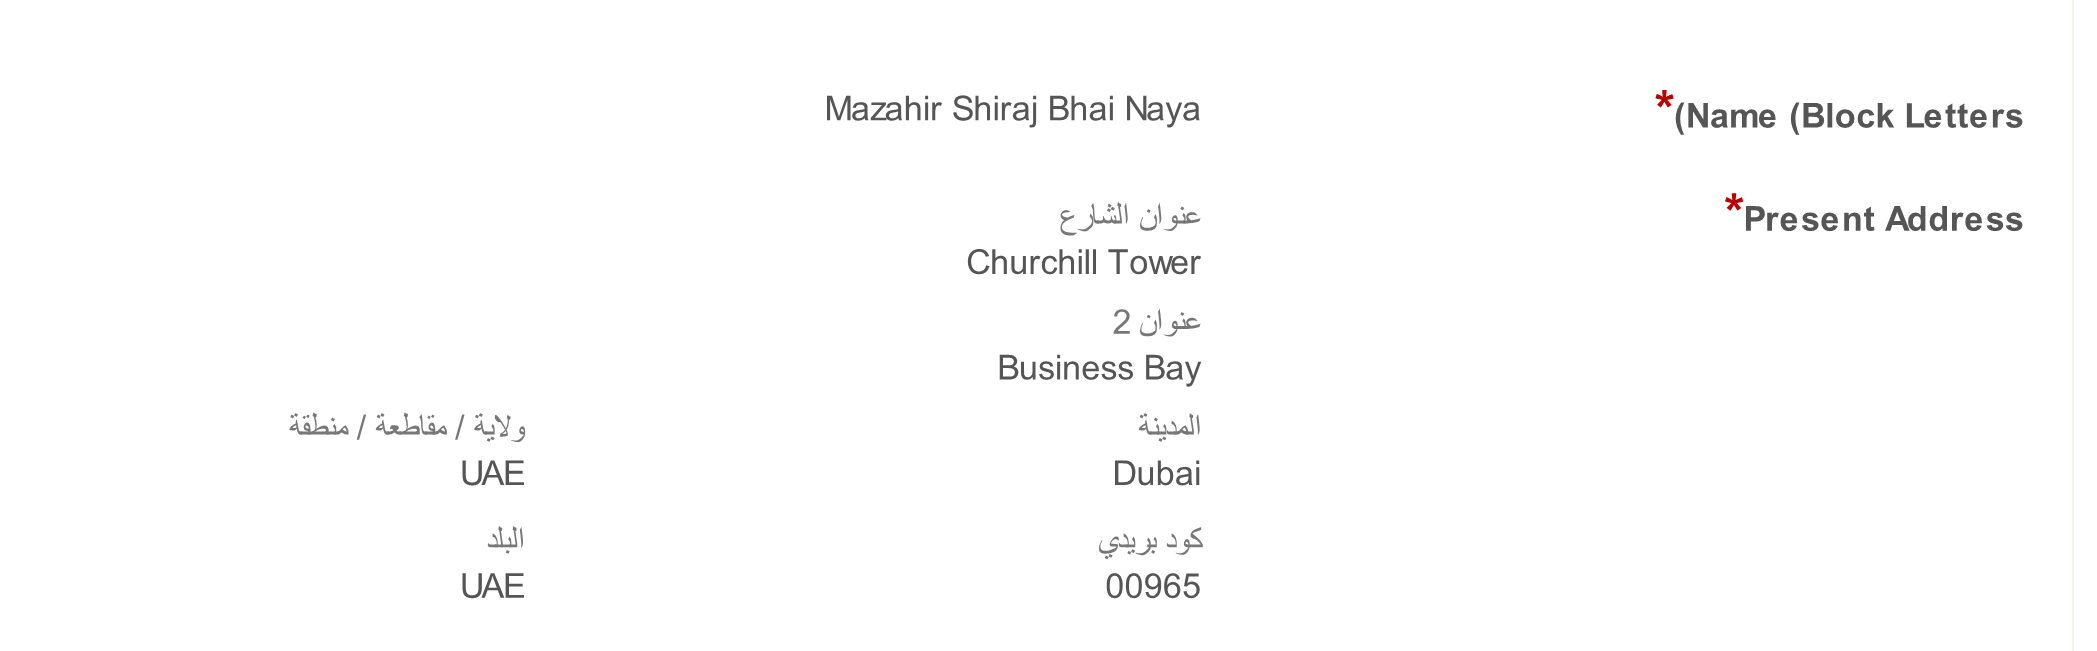 (Name (Block Letters*
Mazahir Shiraj Bhai Naya
Present Address*
عنوان الشارع
Churchill Tower
عنوان 2
Business Bay
المدينة
Dubai
ولاية / مقاطعة / منطقة
UAE
كود بريدي
00965
البلد
UAE